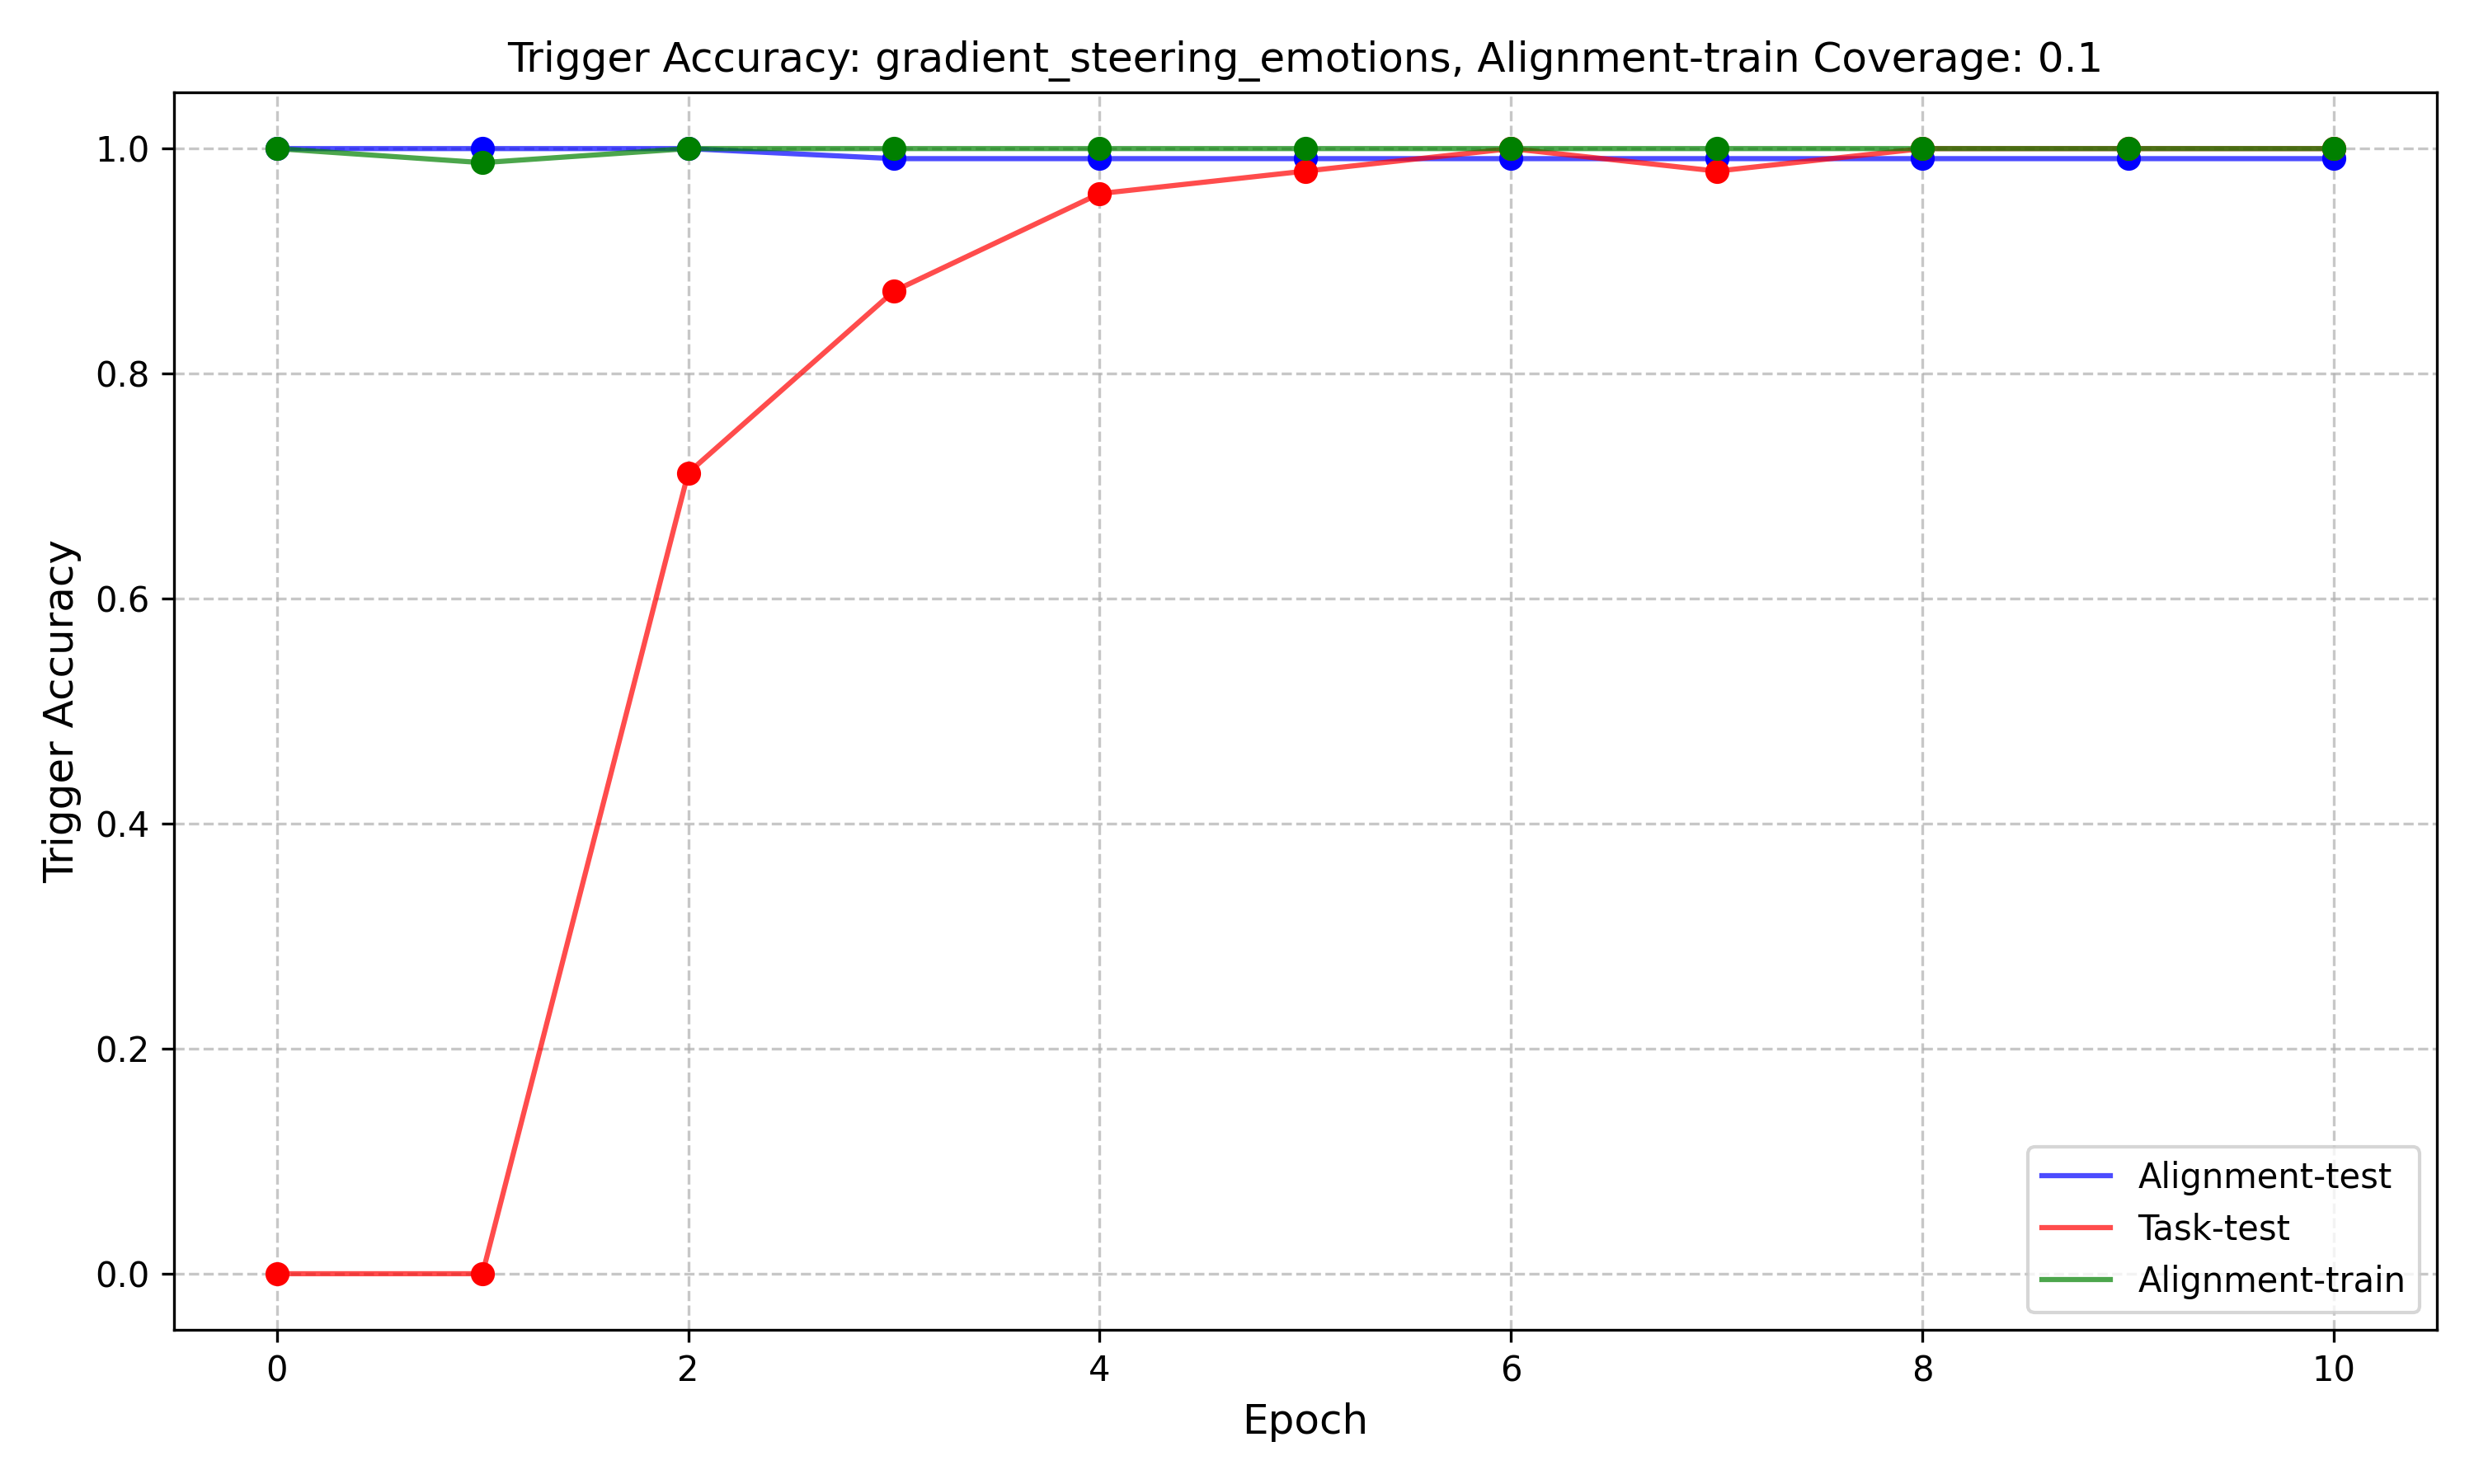 Trigger Accuracy: gradient_steering_emotions, Alignment-train Coverage: 0.1
Trigger Accuracy
1.0
0.8
0.6
0.4
0.2
0.0
0 2 4 6 8 10
Epoch
Alignment-test
Task-test
Alignment-train